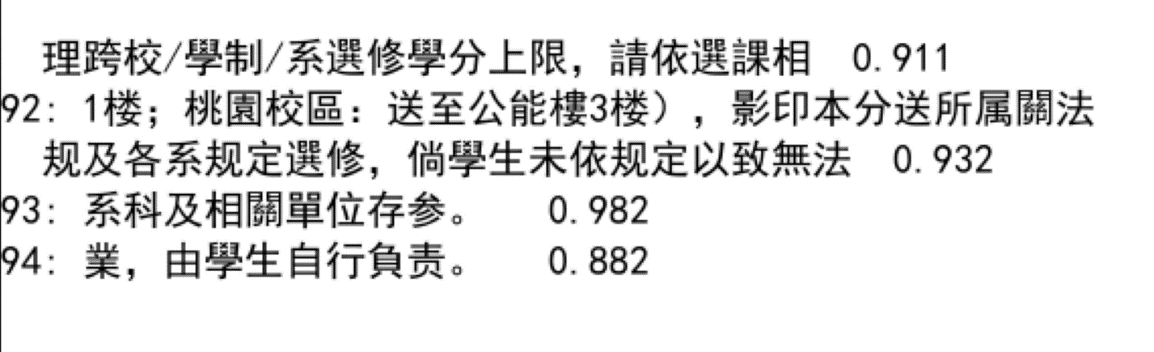 理跨校/學制/系選修學分上限，請依選課相 0.911
92: 1楼；桃園校區：送至公能樓3楼），影印本分送所属關法
规及各系规定選修，倘學生未依规定以致無法 0.932
93: 系科及相關單位存参。 0.982
94: 業，由學生自行負责。 0.882